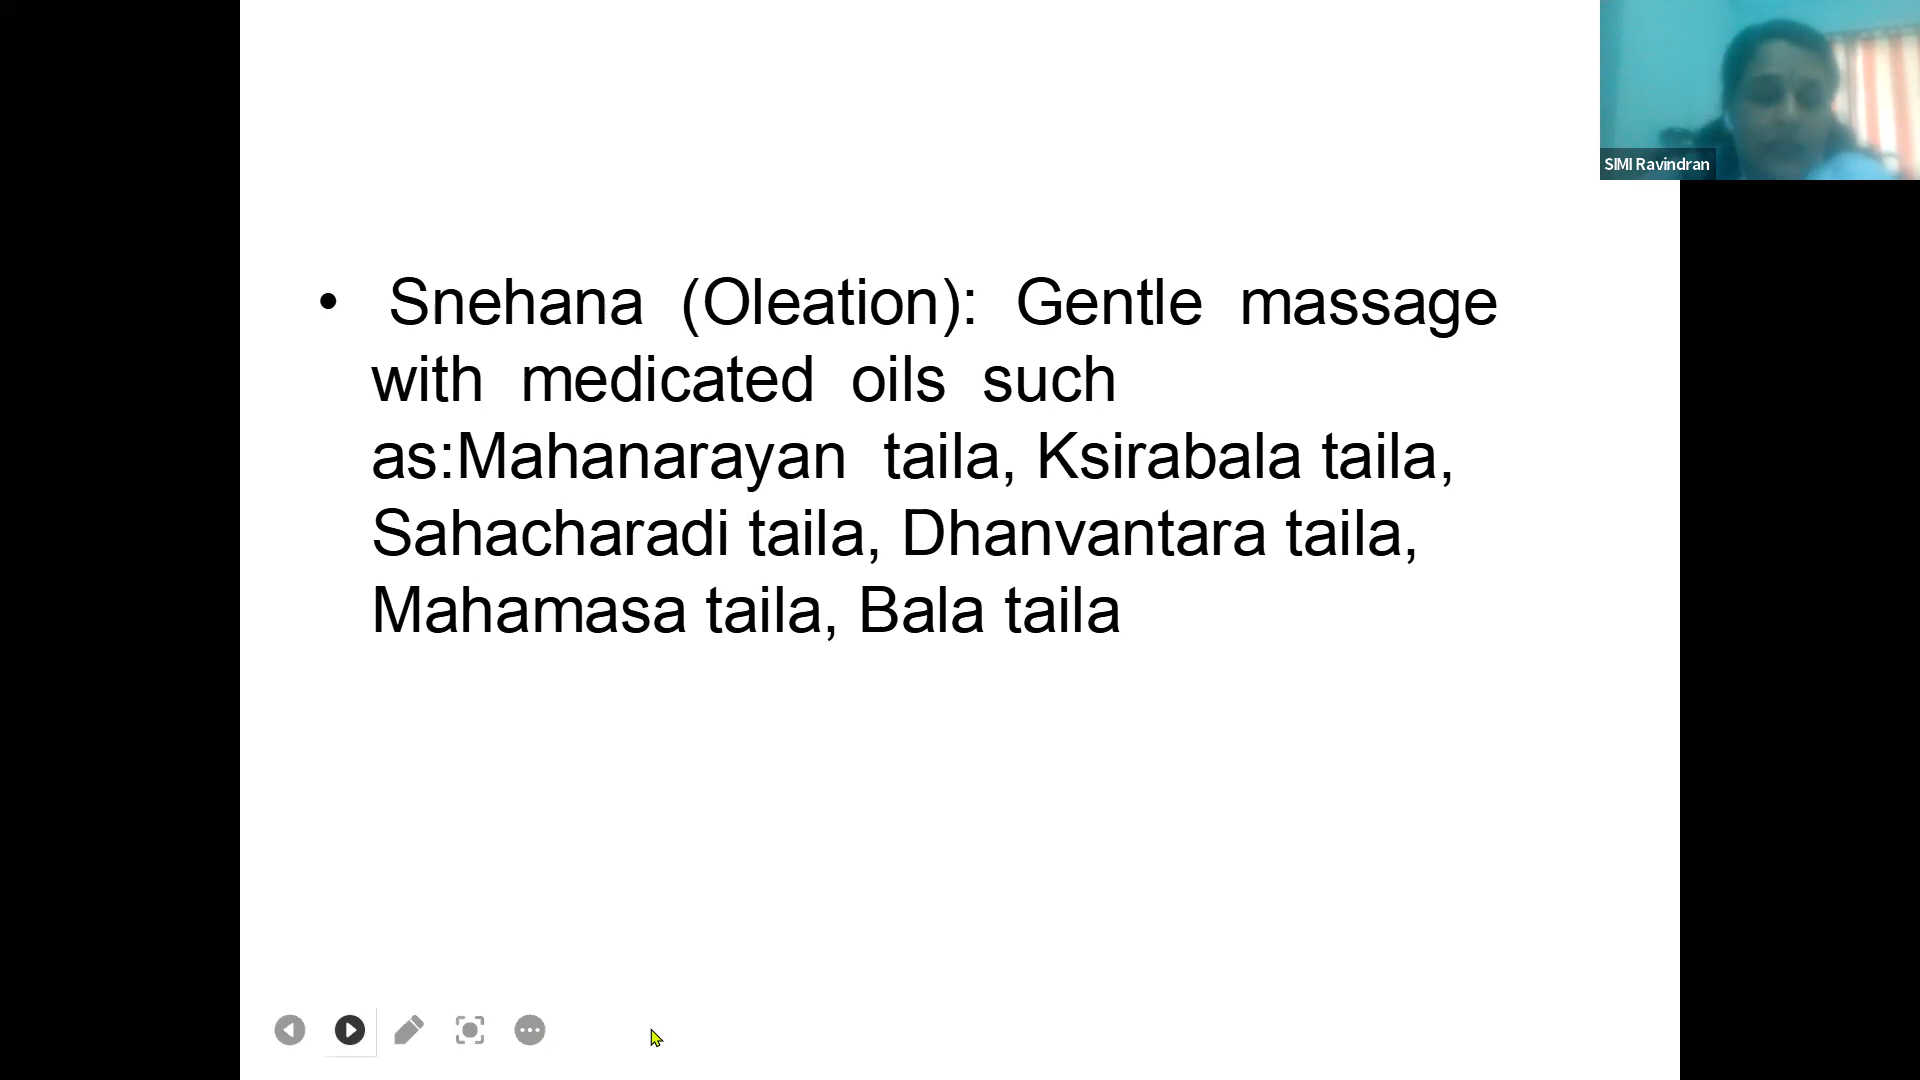 SIMI Ravindran
• Snehana (Oleation): Gentle massage
with medicated oils such
as:Mahanarayan taila, Ksirabala taila,
Sahacharadi taila, Dhanvantara taila,
Mahamasa taila, Bala taila